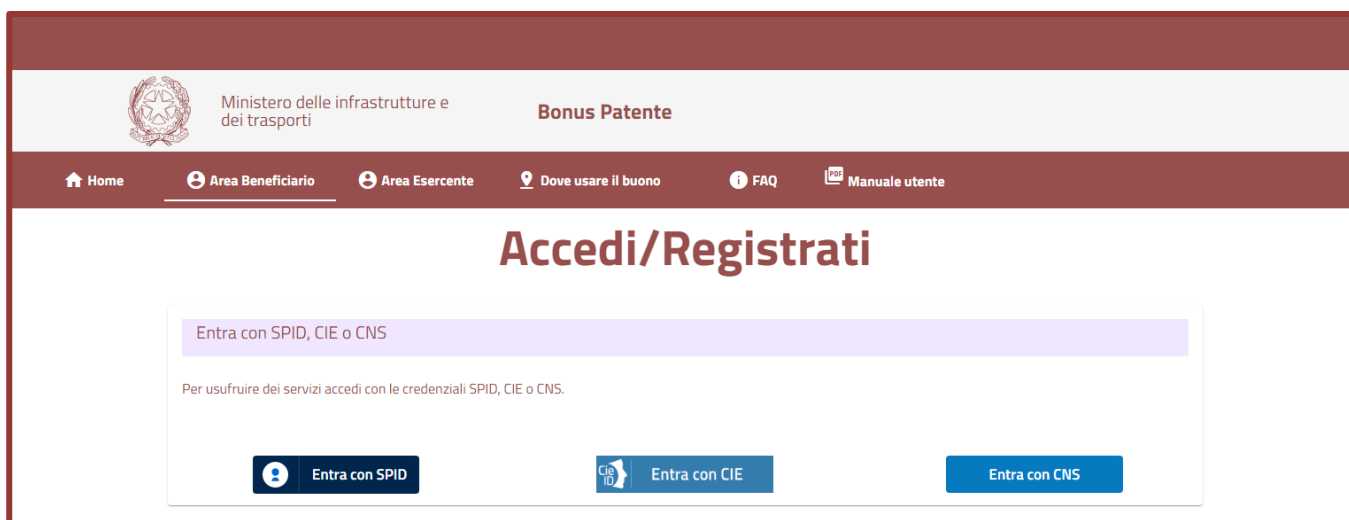 Ministero delle infrastrutture e
dei trasporti
Bonus Patente
Home Area Beneficiario Area Esercente Dove usare il buono FAQ PDF Manuale utente
Accedi/Registrati
Entra con SPID, CIE o CNS
Per usufruire dei servizi accedi con le credenziali SPID, CIE o CNS.
Entra con SPID Cie ID Entra con CIE Entra con CNS